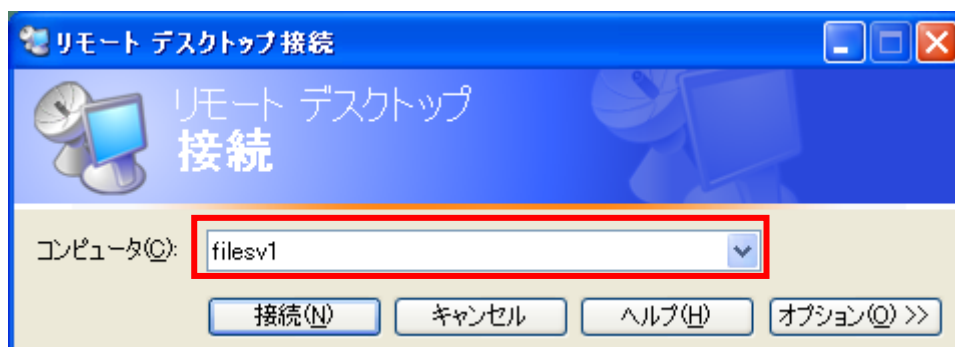 リモート デスクトップ接続
リモート デスクトップ
接続
コンピュータ(C): filesv1
接続(N) キャンセル ヘルプ(H) オプション(O) >>